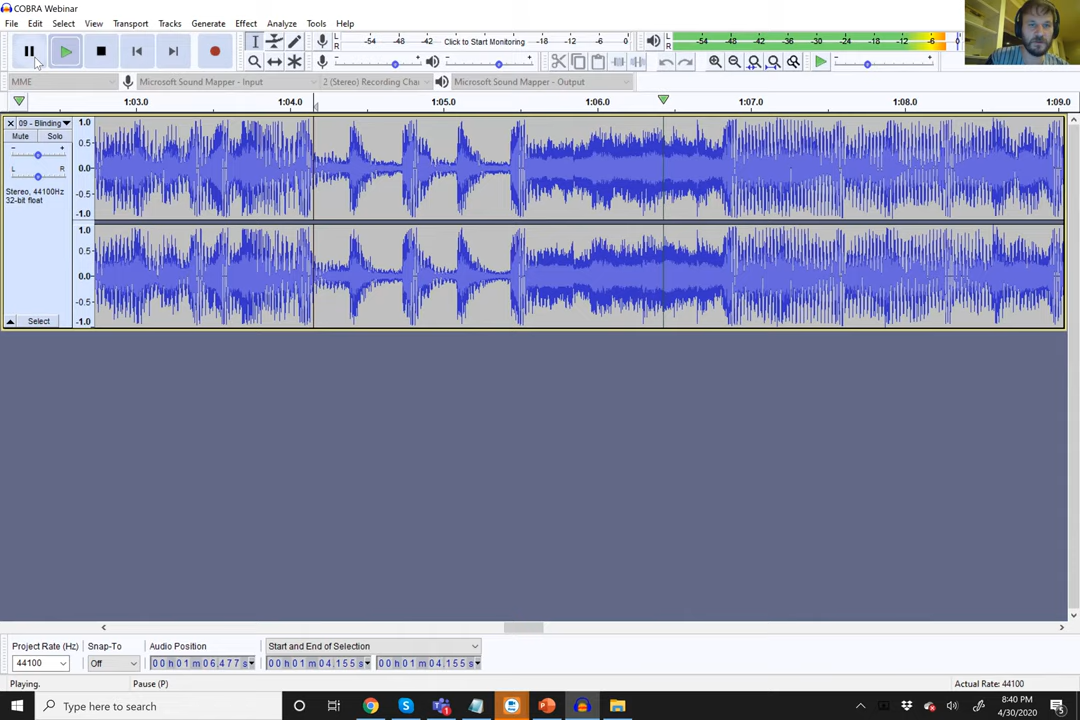 COBRA Webinar
File Edit Select View Transport Tracks Generate Effect Analyze Tools Help
L R -54 -48 -42 Click to Start Monitoring -18 -12 -6 0 L R -54 -48 -42 -36 -30 -24 -18 -12 -6 0
MME Microsoft Sound Mapper - Input 2 (Stereo) Recording Chan Microsoft Sound Mapper - Output
1:03.0 1:04.0 1:05.0 1:06.0 1:07.0 1:08.0 1:09.0
09 - Blinding 1.0
Mute Solo
- + 0.5
L R 0.0
Stereo, 44100Hz
-0.5
32-bit float
-1.0
1.0
0.5
0.0
-0.5
Select -1.0
Project Rate (Hz) Snap-To Audio Position Start and End of Selection
44100 Off 00h01m06.477s 00h01m04.155s 00h01m04.155s
Playing. Pause (P) Actual Rate: 44100
Type here to search 8:40 PM
4/30/2020